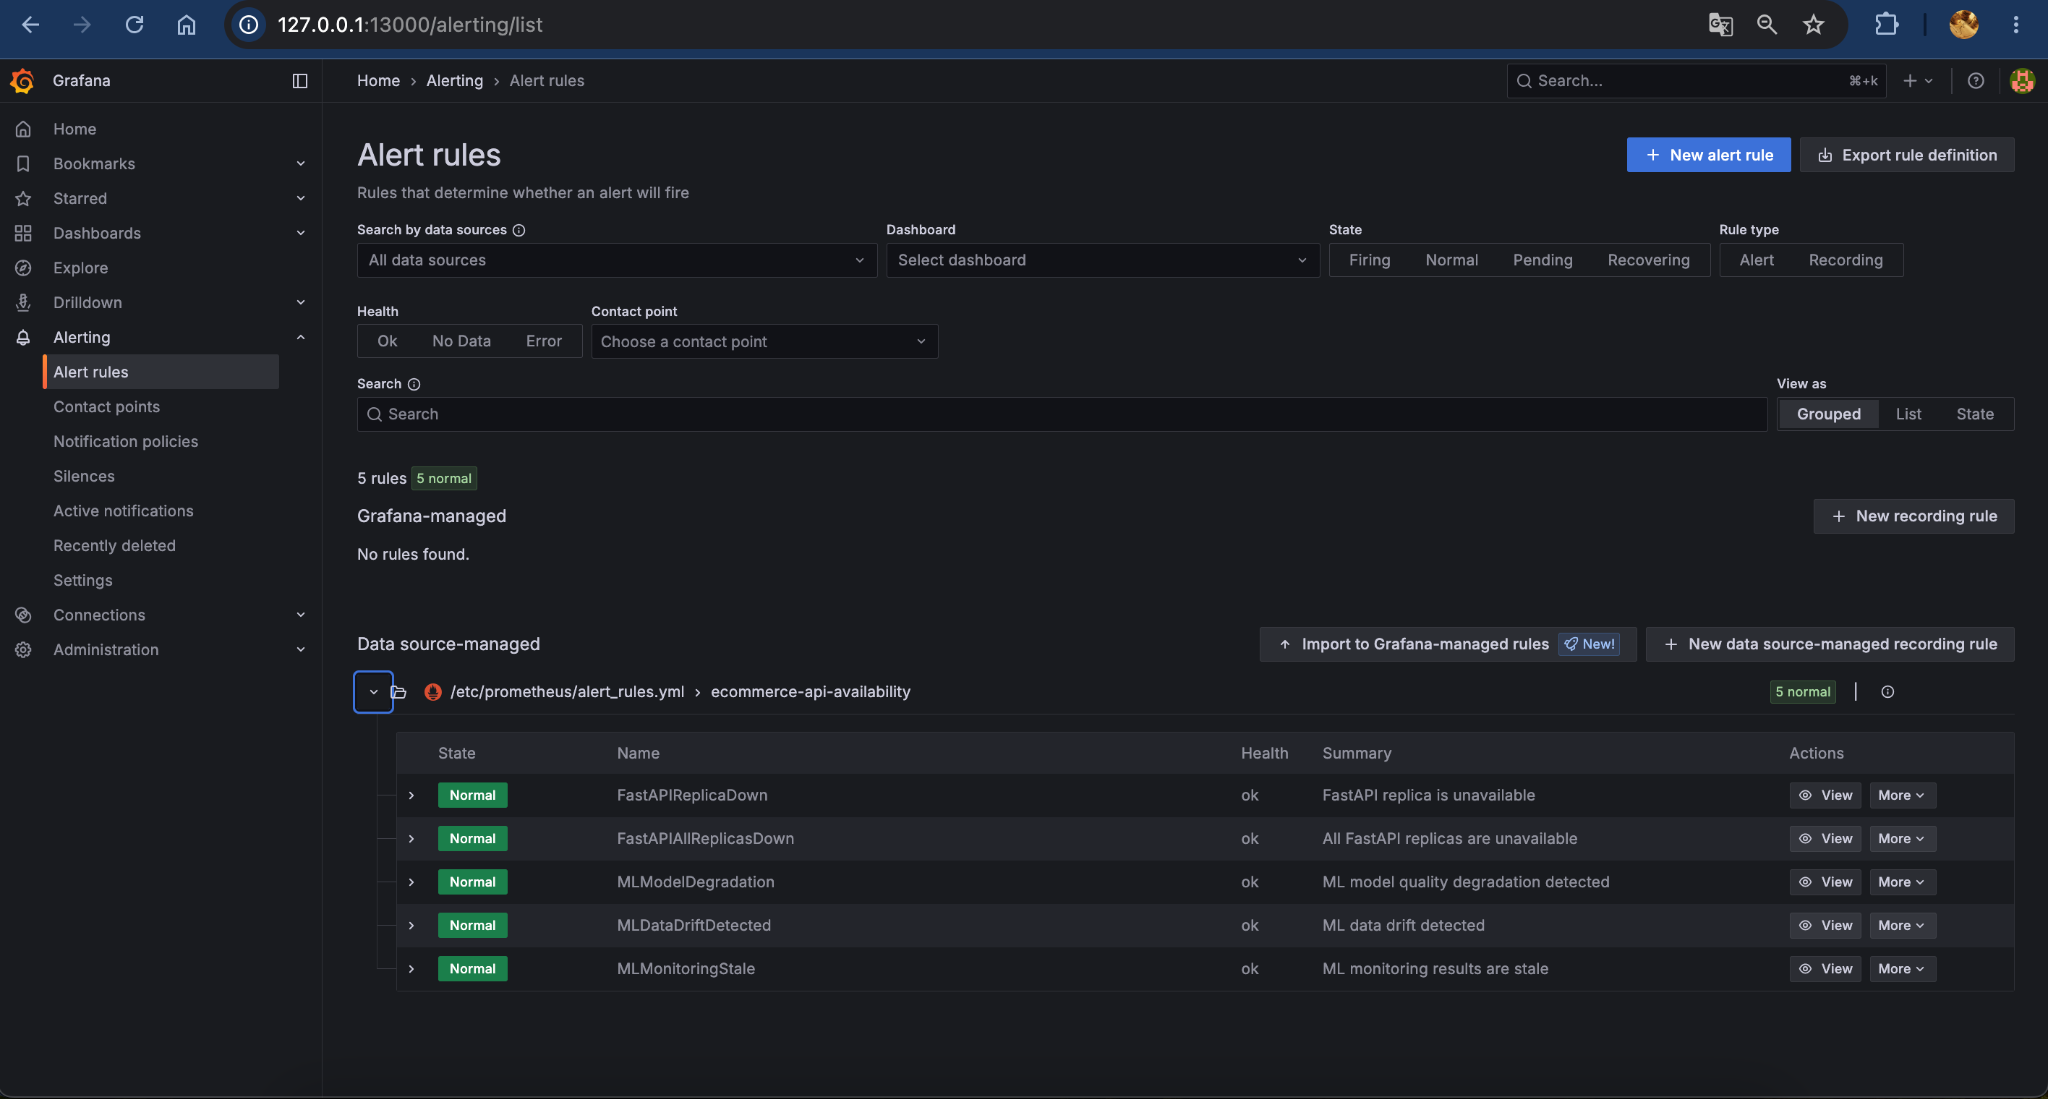 127.0.0.1:13000/alerting/list
Grafana
Home › Alerting › Alert rules
Search...
⌘+k
Home
Bookmarks
Starred
Dashboards
Explore
Drilldown
Alerting
Alert rules
Contact points
Notification policies
Silences
Active notifications
Recently deleted
Settings
Connections
Administration
Alert rules
Rules that determine whether an alert will fire
+ New alert rule
Export rule definition
Search by data sources
All data sources
Dashboard
Select dashboard
State
Firing Normal Pending Recovering
Rule type
Alert Recording
Health
Ok No Data Error
Contact point
Choose a contact point
Search
Search
View as
Grouped List State
5 rules 5 normal
Grafana-managed
+ New recording rule
No rules found.
Data source-managed
Import to Grafana-managed rules New!
+ New data source-managed recording rule
/etc/prometheus/alert_rules.yml › ecommerce-api-availability
5 normal
State Name Health Summary Actions
Normal FastAPIReplicaDown ok FastAPI replica is unavailable View More
Normal FastAPIAllReplicasDown ok All FastAPI replicas are unavailable View More
Normal MLModelDegradation ok ML model quality degradation detected View More
Normal MLDataDriftDetected ok ML data drift detected View More
Normal MLMonitoringStale ok ML monitoring results are stale View More